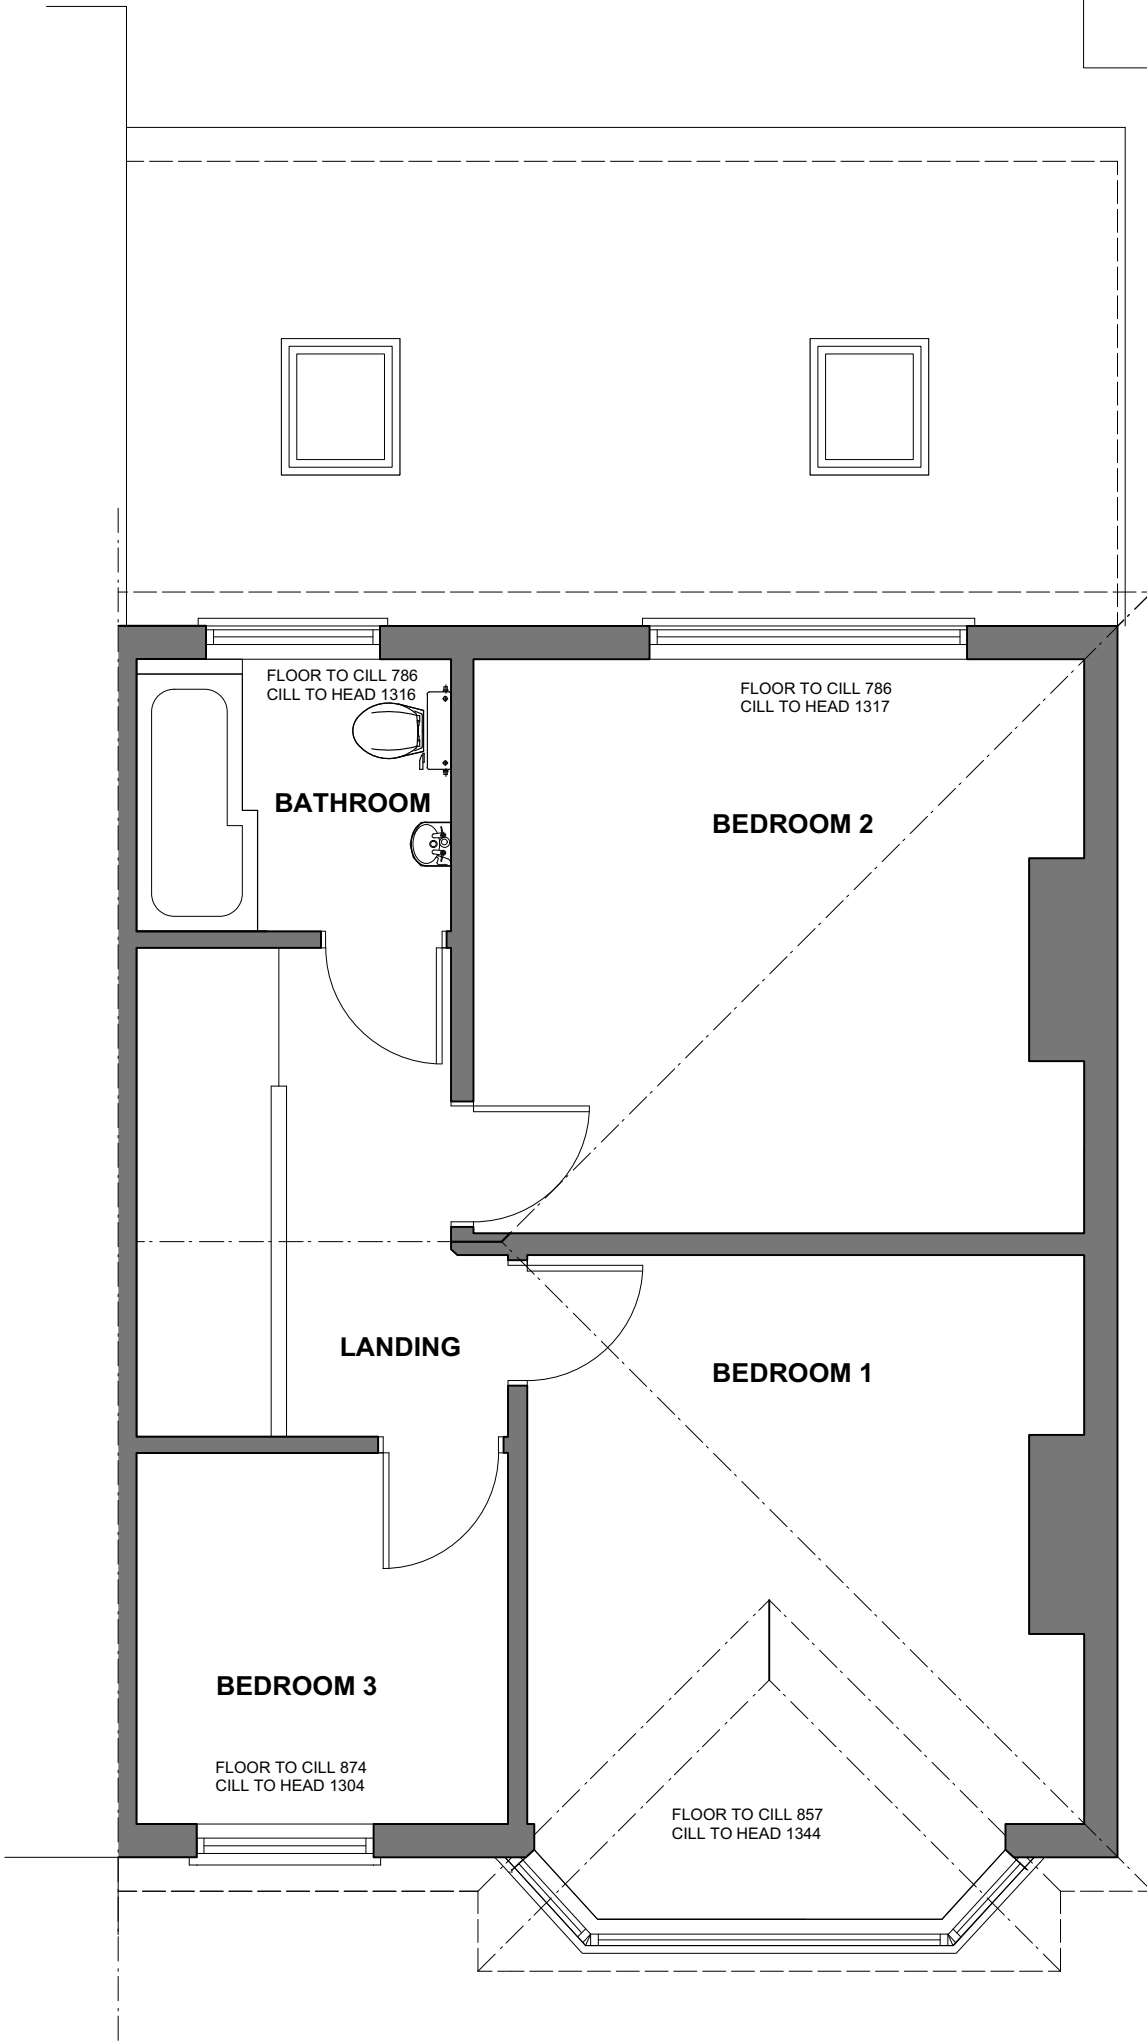 FLOOR TO CILL 786
CILL TO HEAD 1316
FLOOR TO CILL 786
CILL TO HEAD 1317
BATHROOM
BEDROOM 2
LANDING
BEDROOM 1
BEDROOM 3
FLOOR TO CILL 874
CILL TO HEAD 1304
FLOOR TO CILL 857
CILL TO HEAD 1344